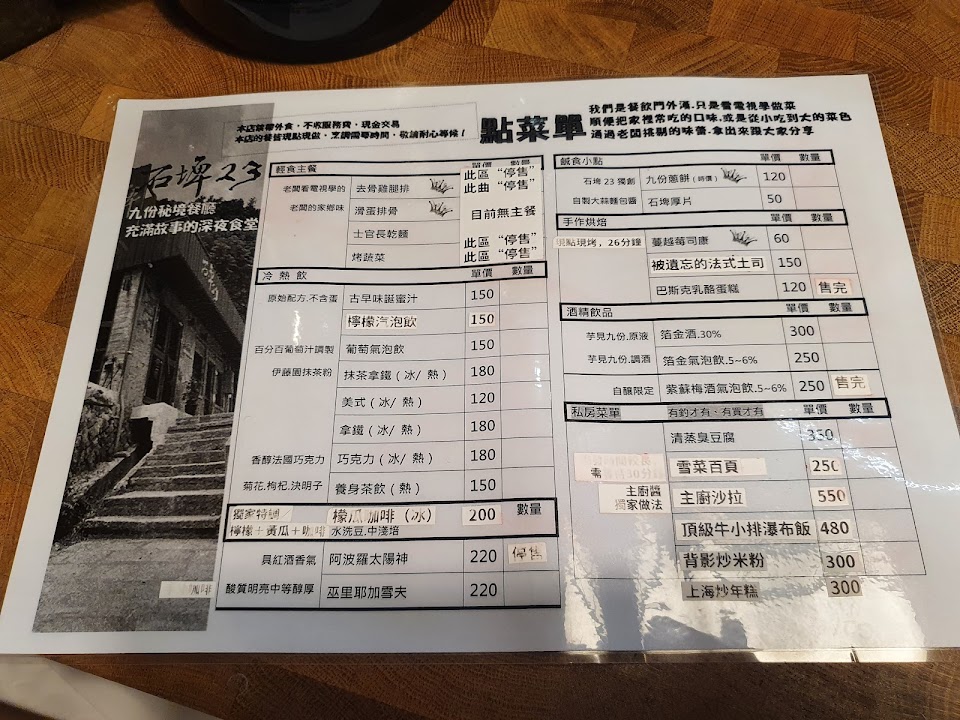 本店禁帶外食，不收服務費，現金交易
本店的餐皆現點現做，烹調需等時間，敬請耐心等候！
點菜單
我們是餐飲門外漢，只是看電視學做菜
順便把家裡常吃的口味，或是從小吃到大的菜色
通過老闆挑剔的味蕾，拿出來跟大家分享
石埤23
九份秘境餐廳
充滿故事的深夜食堂
輕食主餐 單價 數量
此區“停售”
老闆看電視學的 去骨雞腿排 此曲“停售”
老闆的家鄉味 滑蛋排骨 目前無主餐
士官長乾麵 此區“停售”
烤蔬菜 此區“停售”
冷熱飲 單價 數量
原始配方.不含蛋 古早味誕蜜汁 150
檸檬汽泡飲 150
百分百葡萄汁調製 葡萄氣泡飲 150
伊藤園抹茶粉 抹茶拿鐵(冰/ 熱) 180
美式(冰/ 熱) 120
拿鐵(冰/ 熱) 180
香醇法國巧克力 巧克力(冰/ 熱) 180
菊花.枸杞.決明子 養身茶飲(熱) 150
獨家特調 檬瓜咖啡（冰） 200 數量
檸檬＋黃瓜＋咖啡 水洗豆.中淺焙
具紅酒香氣 阿波羅太陽神 220 停售
酸質明亮中等醇厚 巫里耶加雪夫 220
咖啡
鹹食小點 單價 數量
石埤 23 獨創 九份蔥餅(時價) 120
自製大蒜麵包醬 石埤厚片 50
手作烘焙 單價 數量
現點現烤，26分鐘 蔓越莓司康 60
被遺忘的法式土司 150
巴斯克乳酪蛋糕 120 售完
酒精飲品 單價 數量
芋見九份.原液 箔金酒.30% 300
芋見九份.調酒 箔金氣泡飲.5~6% 250
自釀限定 紫蘇梅酒氣泡飲.5~6% 250 售完
私房菜單 有釣才有、有買才有 單價 數量
清蒸臭豆腐 350
需 雪菜百頁 250
主廚醬
獨家做法 主廚沙拉 550
頂級牛小排瀑布飯 480
背影炒米粉 300
上海炒年糕 300